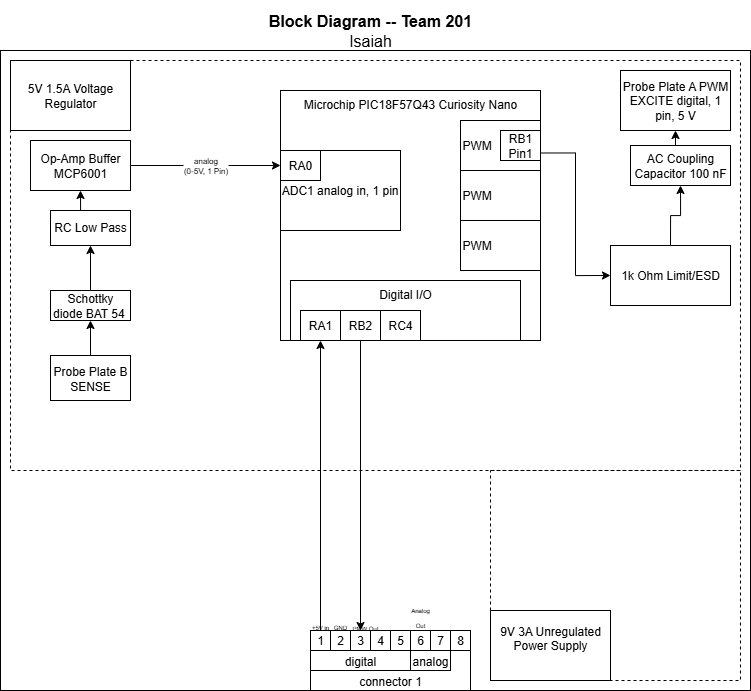 Block Diagram -- Team 201
Isaiah
5V 1.5A Voltage
Regulator
Microchip PIC18F57Q43 Curiosity Nano
Probe Plate A PWM
EXCITE digital, 1
pin, 5 V
Op-Amp Buffer
MCP6001
analog
(0-5V, 1 Pin)
RA0
ADC1 analog in, 1 pin
PWM
RB1
Pin1
PWM
PWM
AC Coupling
Capacitor 100 nF
RC Low Pass
1k Ohm Limit/ESD
Schottky
diode BAT 54
Digital I/O
RA1
RB2
RC4
Probe Plate B
SENSE
Analog
Out
+5V in
GND
Out
1
2
3
4
5
6
7
8
digital
analog
connector 1
9V 3A Unregulated
Power Supply